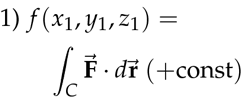 1) f(x₁, y₁, z₁) =
∫_C F⃗ · dr⃗ (+const)